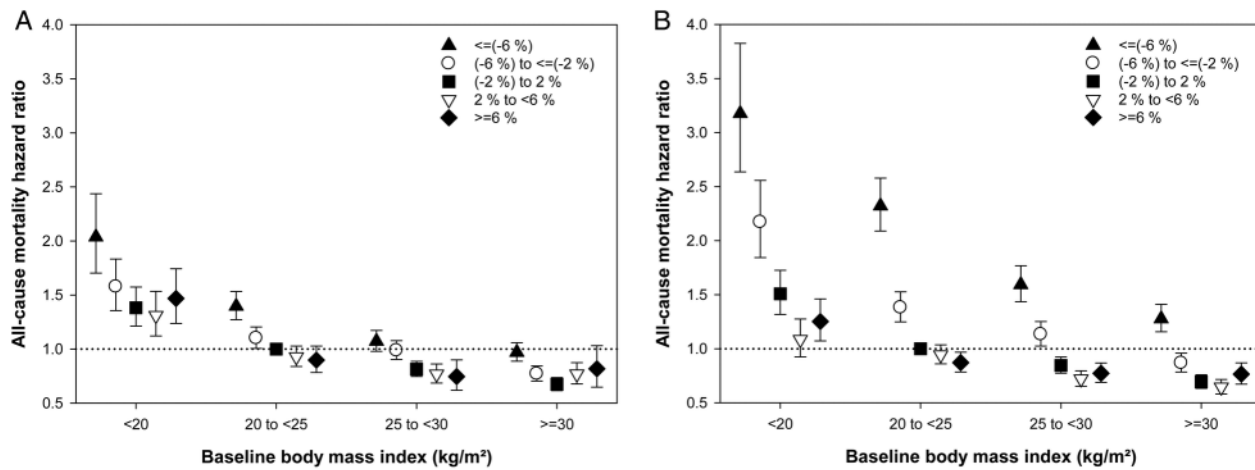 A
All-cause mortality hazard ratio
4.0
3.5
3.0
2.5
2.0
1.5
1.0
0.5
<=(-6 %)
(-6 %) to <=(-2 %)
(-2 %) to 2 %
2 % to <6 %
>=6 %
<20
20 to <25
25 to <30
>=30
Baseline body mass index (kg/m²)
B
All-cause mortality hazard ratio
4.0
3.5
3.0
2.5
2.0
1.5
1.0
0.5
<=(-6 %)
(-6 %) to <=(-2 %)
(-2 %) to 2 %
2 % to <6 %
>=6 %
<20
20 to <25
25 to <30
>=30
Baseline body mass index (kg/m²)